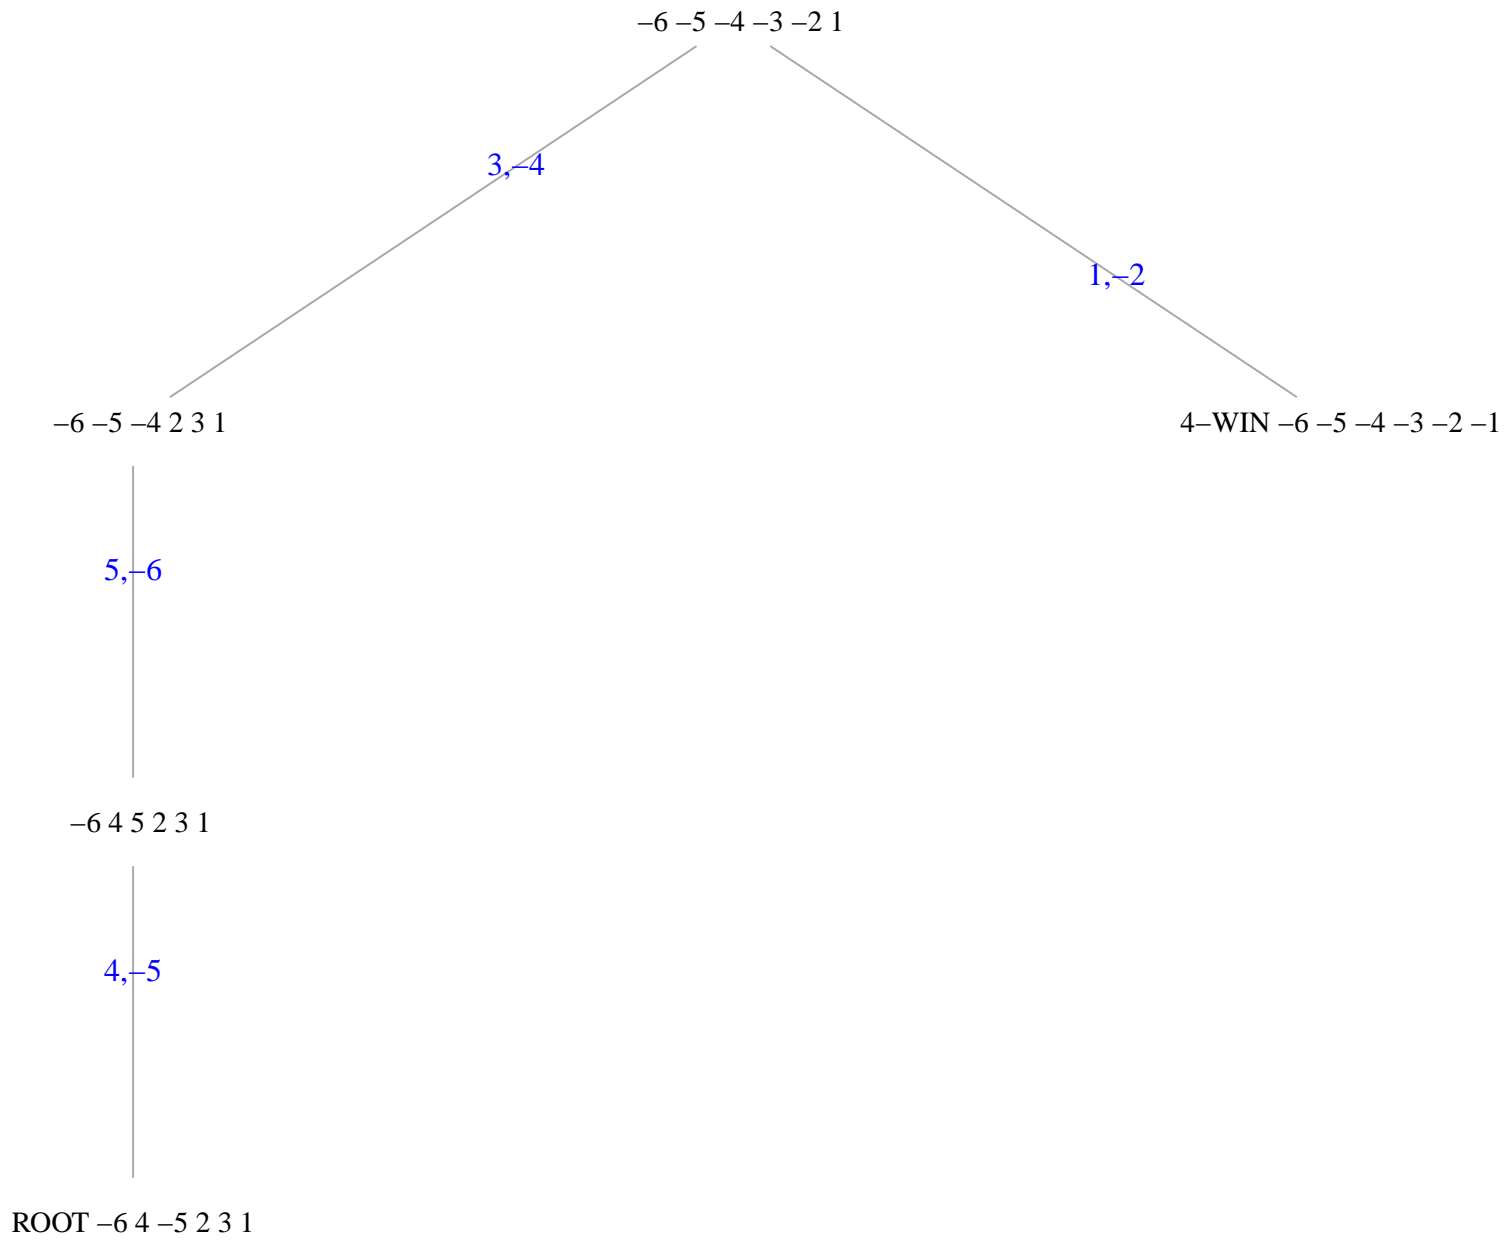 –6 –5 –4 –3 –2 1
3,–4
1,–2
–6 –5 –4 2 3 1
4–WIN –6 –5 –4 –3 –2 –1
5,–6
–6 4 5 2 3 1
4,–5
ROOT –6 4 –5 2 3 1